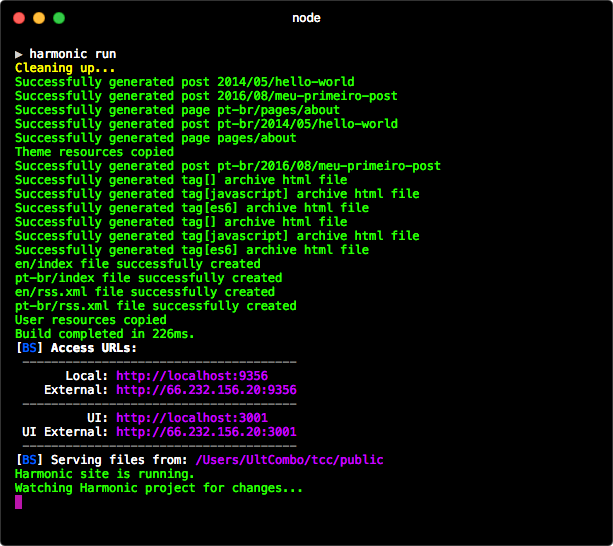 node
▶ harmonic run
Cleaning up...
Successfully generated post 2014/05/hello-world
Successfully generated post 2016/08/meu-primeiro-post
Successfully generated page pt-br/pages/about
Successfully generated post pt-br/2014/05/hello-world
Successfully generated page pages/about
Theme resources copied
Successfully generated post pt-br/2016/08/meu-primeiro-post
Successfully generated tag[] archive html file
Successfully generated tag[javascript] archive html file
Successfully generated tag[es6] archive html file
Successfully generated tag[] archive html file
Successfully generated tag[javascript] archive html file
Successfully generated tag[es6] archive html file
en/index file successfully created
pt-br/index file successfully created
en/rss.xml file successfully created
pt-br/rss.xml file successfully created
User resources copied
Build completed in 226ms.
[BS] Access URLs:
--------------------------------------
Local: http://localhost:9356
External: http://66.232.156.20:9356
--------------------------------------
UI: http://localhost:3001
UI External: http://66.232.156.20:3001
--------------------------------------
[BS] Serving files from: /Users/UltCombo/tcc/public
Harmonic site is running.
Watching Harmonic project for changes...